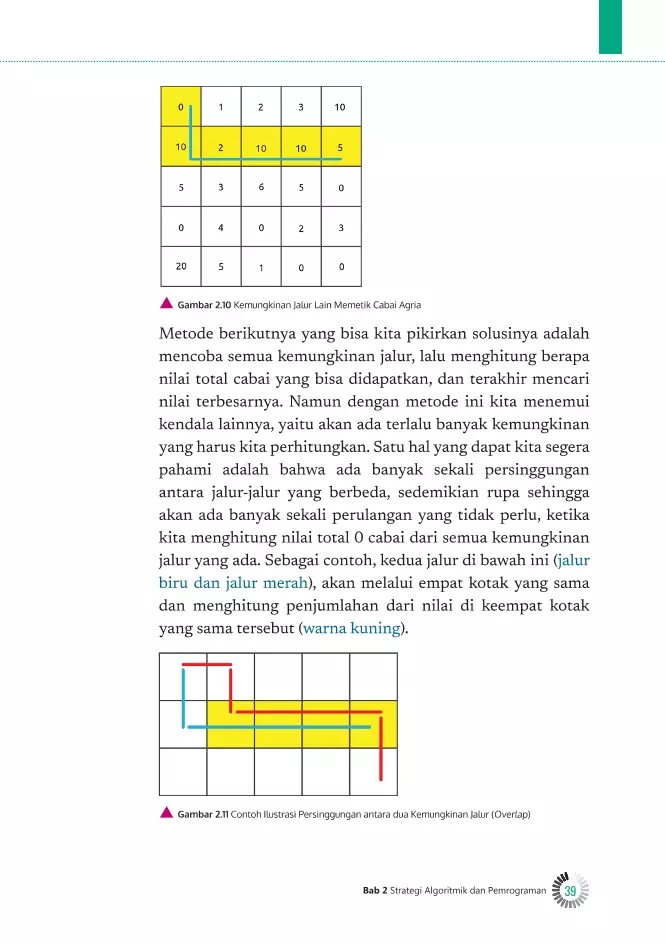 0 1 2 3 10
10 2 10 10 5
5 3 6 5 0
0 4 0 2 3
20 5 1 0 0
Gambar 2.10 Kemungkinan Jalur Lain Memetik Cabai Agria
Metode berikutnya yang bisa kita pikirkan solusinya adalah
mencoba semua kemungkinan jalur, lalu menghitung berapa
nilai total cabai yang bisa didapatkan, dan terakhir mencari
nilai terbesarnya. Namun dengan metode ini kita menemui
kendala lainnya, yaitu akan ada terlalu banyak kemungkinan
yang harus kita perhitungkan. Satu hal yang dapat kita segera
pahami adalah bahwa ada banyak sekali persinggungan
antara jalur-jalur yang berbeda, sedemikian rupa sehingga
akan ada banyak sekali perulangan yang tidak perlu, ketika
kita menghitung nilai total 0 cabai dari semua kemungkinan
jalur yang ada. Sebagai contoh, kedua jalur di bawah ini (jalur
biru dan jalur merah), akan melalui empat kotak yang sama
dan menghitung penjumlahan dari nilai di keempat kotak
yang sama tersebut (warna kuning).
Gambar 2.11 Contoh Ilustrasi Persinggungan antara dua Kemungkinan Jalur (Overlap)
Bab 2 Strategi Algoritmik dan Pemrograman 39